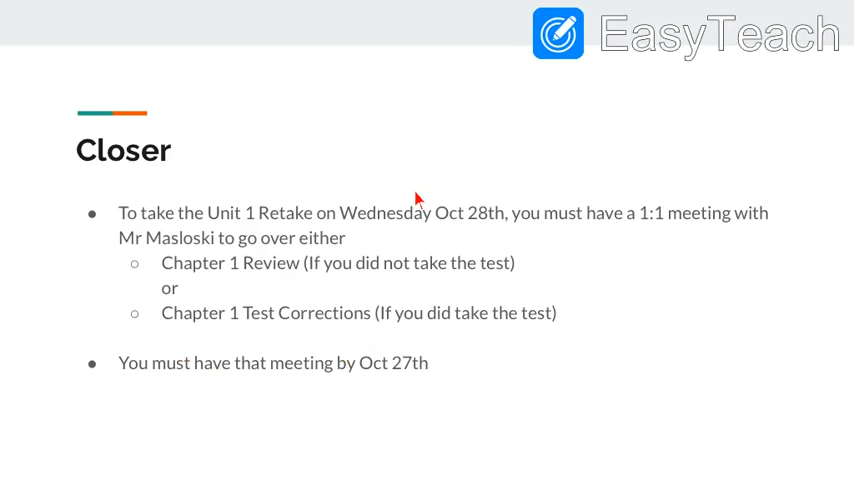 EasyTeach
Closer
● To take the Unit 1 Retake on Wednesday Oct 28th, you must have a 1:1 meeting with
Mr Masloski to go over either
○ Chapter 1 Review (If you did not take the test)
or
○ Chapter 1 Test Corrections (If you did take the test)
● You must have that meeting by Oct 27th